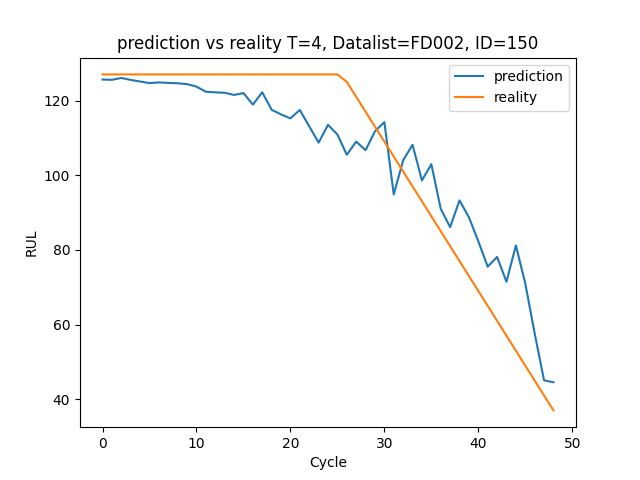 prediction vs reality T=4, Datalist=FD002, ID=150
prediction
reality
RUL
120
100
80
60
40
0 10 20 30 40 50
Cycle